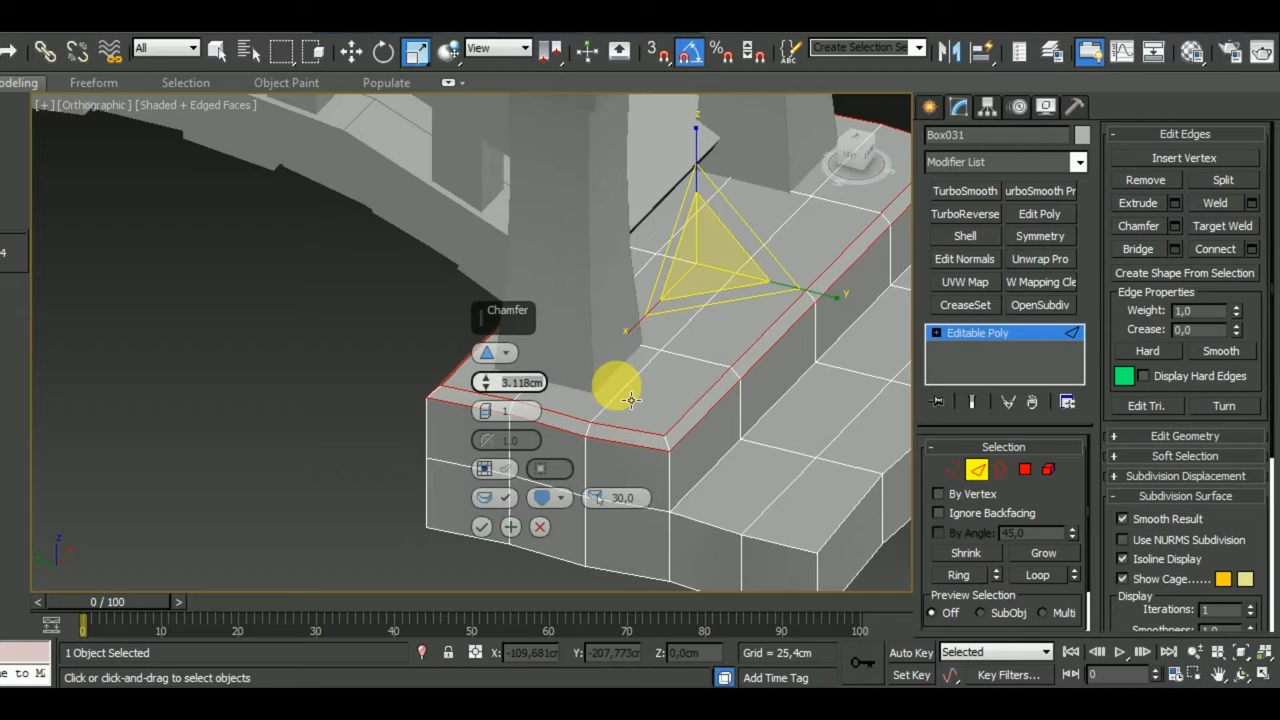 All
View
3
Create Selection Se
ABC
odeling
Freeform
Selection
Object Paint
Populate
[+] [Orthographic] [Shaded + Edged Faces]
z
y
x
Chamfer
3.118cm
1
1.0
30,0
4
z
Box031
Modifier List
TurboSmooth
urboSmooth Pr
TurboReverse
Edit Poly
Shell
Symmetry
Edit Normals
Unwrap Pro
UVW Map
W Mapping Cle
CreaseSet
OpenSubdiv
Editable Poly
Selection
By Vertex
Ignore Backfacing
By Angle:
45,0
Shrink
Grow
Ring
Loop
Preview Selection
Off
SubObj
Multi
Edit Edges
Insert Vertex
Remove
Split
Extrude
Weld
Chamfer
Target Weld
Bridge
Connect
Create Shape From Selection
Edge Properties
Weight:
1,0
Crease:
0,0
Hard
Smooth
Display Hard Edges
Edit Tri.
Turn
Edit Geometry
Soft Selection
Subdivision Displacement
Subdivision Surface
Smooth Result
Use NURMS Subdivision
Isoline Display
Show Cage......
Display
Iterations:
1
0 / 100
0 10 20 30 40 50 60 70 80 90 100
1 Object Selected
X:
-109,681cm
Y:
-207,773cm
Z:
0,0cm
Grid = 25,4cm
Auto Key
Selected
ne to M
Click or click-and-drag to select objects
Add Time Tag
Set Key
Key Filters...
0